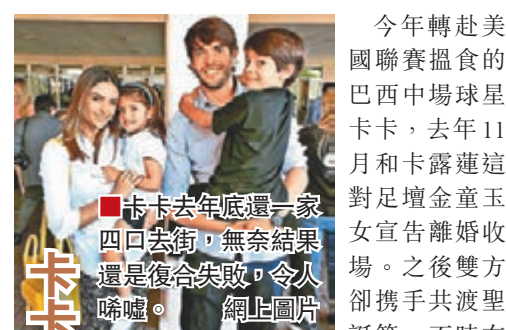 ■卡卡去年底還一家
四口去街，無奈結果
還是復合失敗，令人
唏噓。 網上圖片
卡
卡
今年轉赴美
國聯賽搵食的
巴西中場球星
卡卡，去年11
月和卡露蓮這
對足壇金童玉
女宣告離婚收
場。之後雙方
卻携手共渡聖